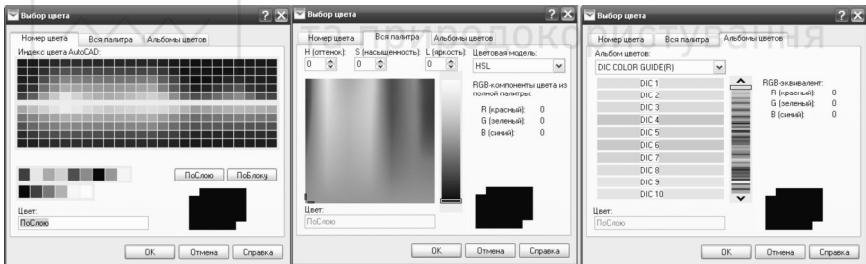 Выбор цвета
Номер цвета Вся палитра Альбомы цветов
Индекс цвета AutoCAD:
ПоСлою ПоБлоку
Цвет:
ПоСлою
OK Отмена Справка
Выбор цвета
Номер цвета Вся палитра Альбомы цветов
H (оттенок): S (насыщенность): L (яркость): Цветовая модель:
0 0 0 HSL
RGB-компоненты цвета из
полной палитры:
R (красный): 0
G (зеленый): 0
B (синий): 0
Цвет:
ПоСлою
OK Отмена Справка
Выбор цвета
Номер цвета Вся палитра Альбомы цветов
Альбом цветов:
DIC COLOR GUIDE(R)
DIC 1
DIC 2
DIC 3
DIC 4
DIC 5
DIC 6
DIC 7
DIC 8
DIC 9
DIC 10
RGB-эквивалент:
R (красный): 0
G (зеленый): 0
B (синий): 0
Цвет:
ПоСлою
OK Отмена Справка